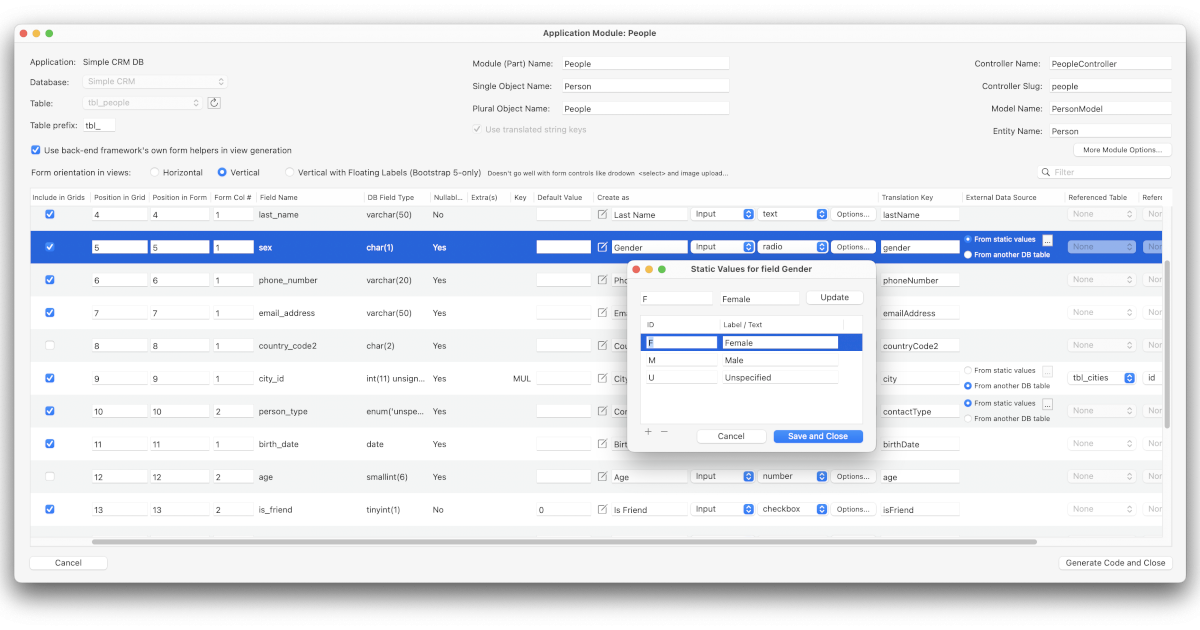 Application Module: People
Application: Simple CRM DB
Database: Simple CRM
Table: tbl_people
Table prefix: tbl_
Module (Part) Name: People
Single Object Name: Person
Plural Object Name: People
Use translated string keys
Controller Name: PeopleController
Controller Slug: people
Model Name: PersonModel
Entity Name: Person
More Module Options...
Use back-end framework's own form helpers in view generation
Form orientation in views: Horizontal Vertical Vertical with Floating Labels (Bootstrap 5-only) Doesn't go well with form controls like drodown <select> and image upload...
Filter
Include in Grids Position in Grid Position in Form Form Col # Field Name DB Field Type Nullabl... Extra(s) Key Default Value Create as Translation Key External Data Source Referenced Table Referen
4 4 1 last_name varchar(50) No Last Name Input text Options... lastName None Non
5 5 1 sex char(1) Yes Gender Input radio Options... gender From static values ... None Non
From another DB table
6 6 1 phone_number varchar(20) Yes Pho phoneNumber None Non
7 7 1 email_address varchar(50) Yes Ema emailAddress None Non
8 8 1 country_code2 char(2) Yes Cou countryCode2 None Non
9 9 1 city_id int(11) unsign... Yes MUL City city From static values ... tbl_cities id
From another DB table
10 10 2 person_type enum('unspe... Yes Con contactType From static values ... None Non
From another DB table
11 11 1 birth_date date Yes Birt birthDate None Non
12 12 2 age smallint(6) Yes Age Input number Options... age None Non
13 13 2 is_friend tinyint(1) No 0 Is Friend Input checkbox Options... isFriend None Non
Static Values for field Gender
F Female Update
ID Label / Text
F Female
M Male
U Unspecified
+ −
Cancel Save and Close
Cancel
Generate Code and Close